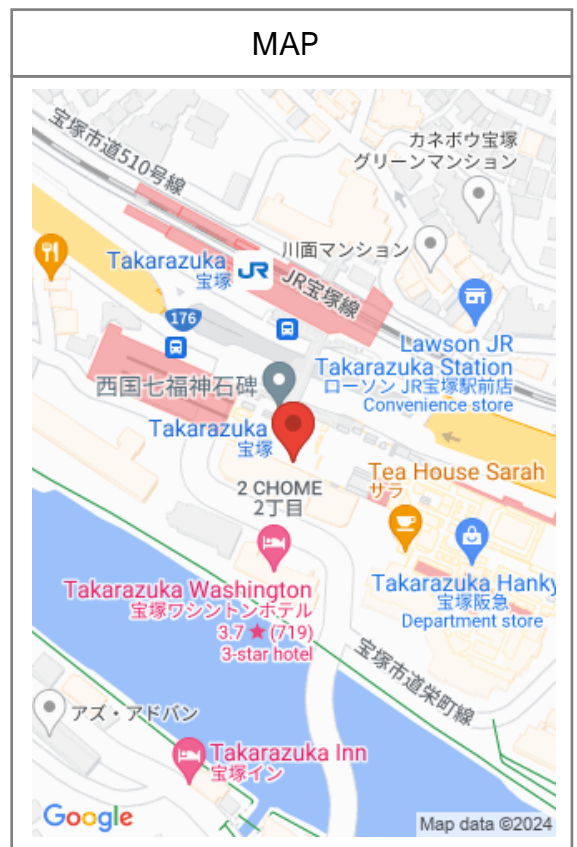 MAP
宝塚市道510号線
カネボウ宝塚
グリーンマンション
川面マンション
Takarazuka
宝塚
JR
JR宝塚線
176
Lawson JR
Takarazuka Station
ローソン JR宝塚駅前店
Convenience store
西国七福神石碑
Takarazuka
宝塚
Tea House Sarah
サラ
2 CHOME
2丁目
Takarazuka Hanky
宝塚阪急
Department store
Takarazuka Washington
宝塚ワシントンホテル
3.7 ★ (719)
3-star hotel
宝塚市道栄町線
アズ・アドバン
Takarazuka Inn
宝塚イン
Google
Map data ©2024